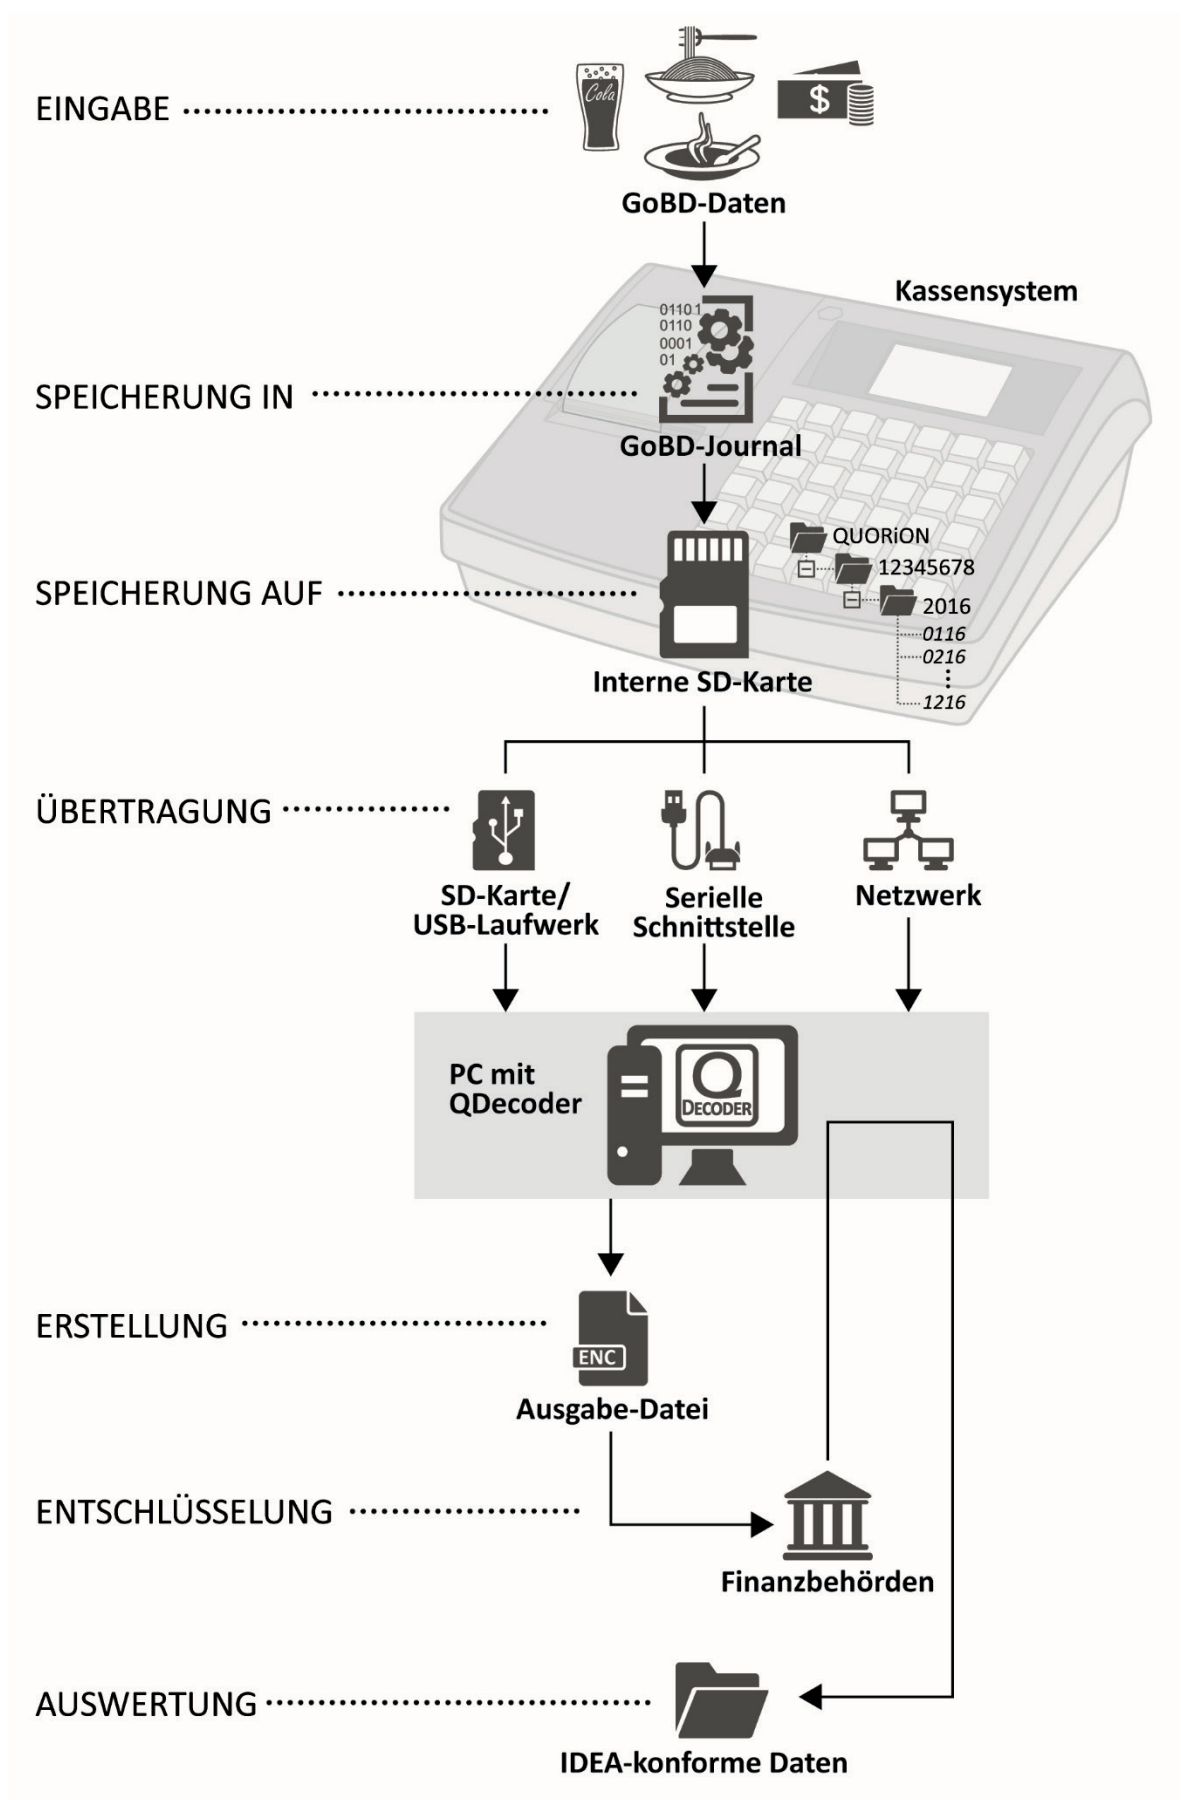 EINGABE
Cola
$
GoBD-Daten
Kassensystem
01101
0110
0001
01
SPEICHERUNG IN
GoBD-Journal
QUORiON
12345678
SPEICHERUNG AUF
2016
0116
0216
1216
Interne SD-Karte
ÜBERTRAGUNG
SD-Karte/
USB-Laufwerk
Serielle
Schnittstelle
Netzwerk
PC mit
QDecoder
Q
DECODER
ERSTELLUNG
ENC
Ausgabe-Datei
ENTSCHLÜSSELUNG
Finanzbehörden
AUSWERTUNG
IDEA-konforme Daten